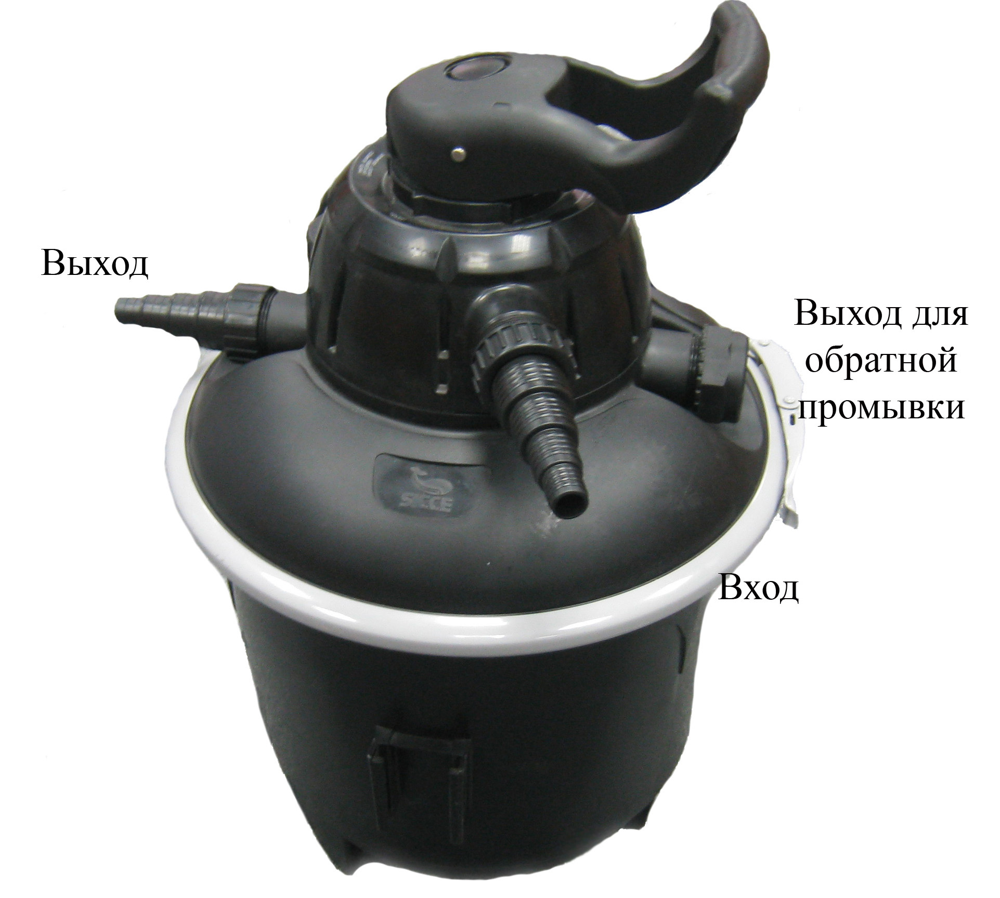 Выход
Выход для
обратной
промывки
Вход